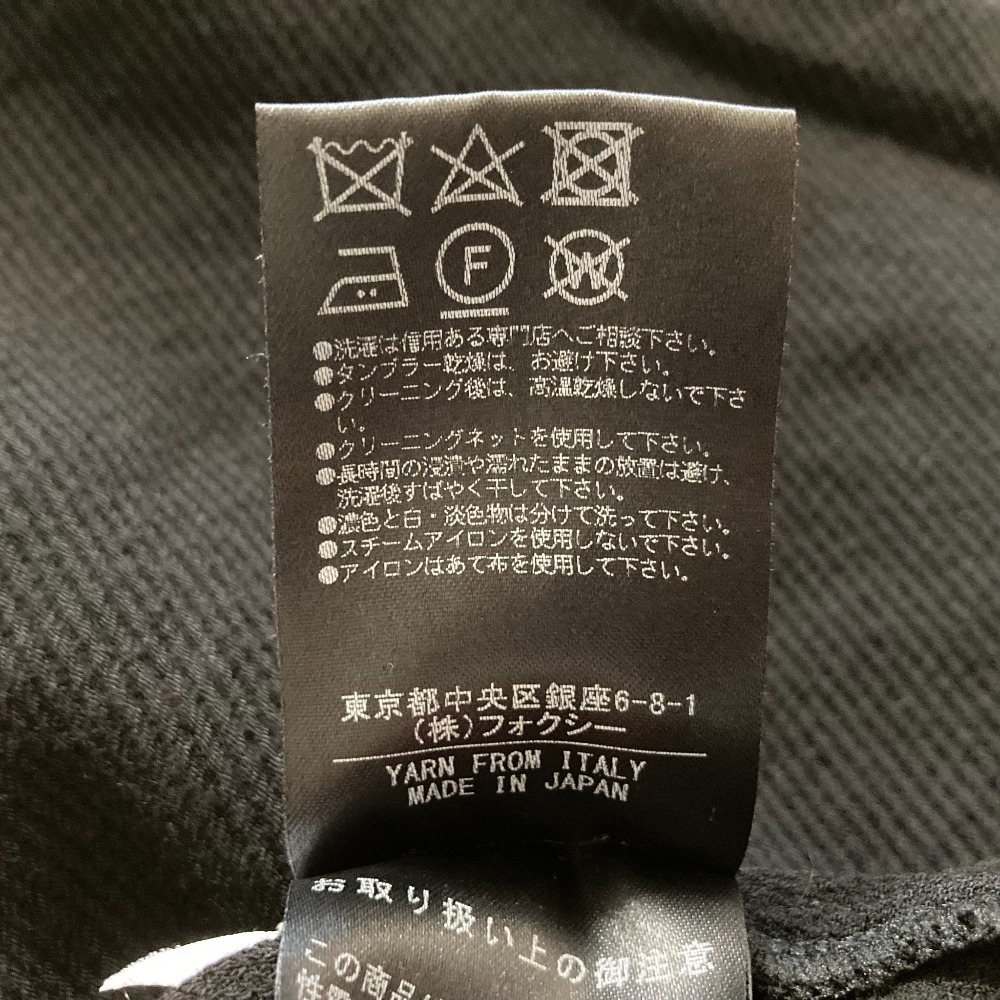 F
W
●洗濯は信用ある専門店へご相談下さい。
●タンブラー乾燥は、お避け下さい。
●クリーニング後は、高温乾燥しないで下さ
い。
●クリーニングネットを使用して下さい。
●長時間の浸漬や濡れたままの放置は避け、
洗濯後すばやく干して下さい。
●濃色と白・淡色物は分けて洗って下さい。
●スチームアイロンを使用しないで下さい。
●アイロンはあて布を使用して下さい。
東京都中央区銀座6-8-1
(株)フォクシー
YARN FROM ITALY
MADE IN JAPAN
お取り扱い上の御注意
この商品は
性